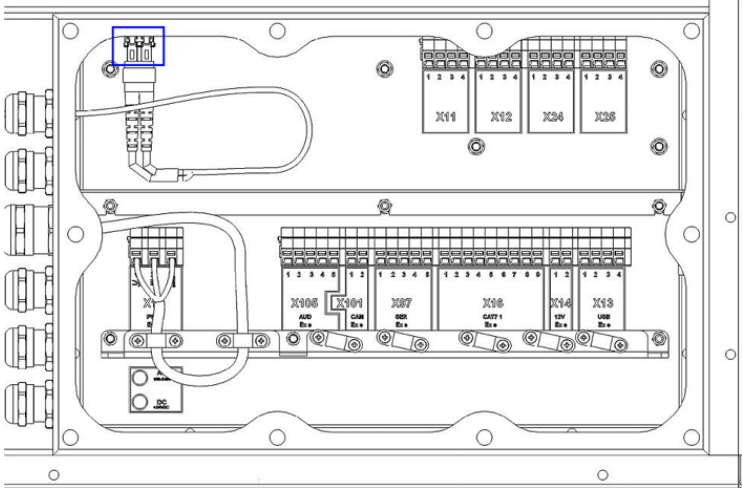 1 2 3 4 1 2 3 4 1 2 3 4 1 2 3 4
X11 X12 X24 X25
1 2 3 4 5 1 2 1 2 3 4 5 1 2 3 4 5 6 7 8 9 1 2 1 2 3 4
X105 X101 X97 X16 X14 X13
AUD CAN SER CAT7 1 12V USB
Ex e Ex e Ex e Ex e Ex e Ex e
DC